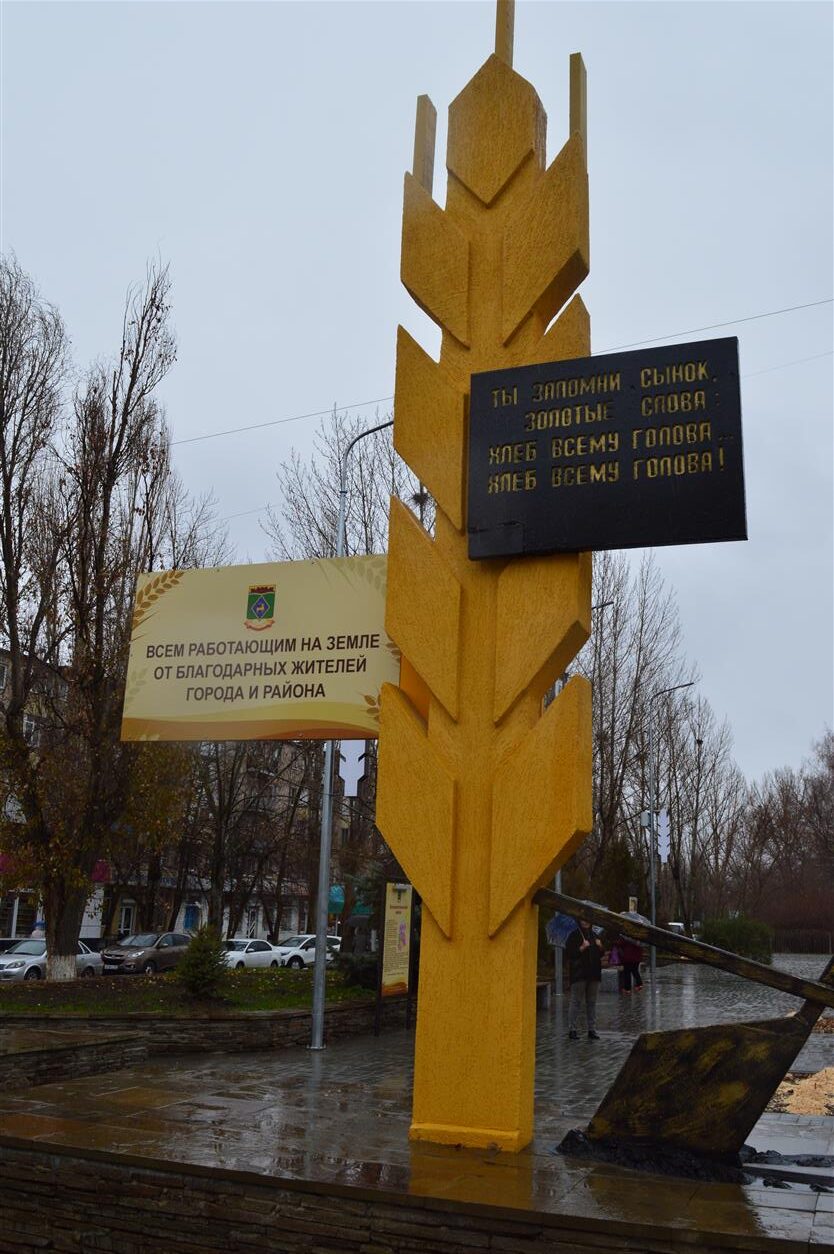 ТЫ ЗАПОМНИ, СЫНОК,
ЗОЛОТЫЕ СЛОВА:
ХЛЕБ ВСЕМУ ГОЛОВА...
ХЛЕБ ВСЕМУ ГОЛОВА!
ВСЕМ РАБОТАЮЩИМ НА ЗЕМЛЕ
ОТ БЛАГОДАРНЫХ ЖИТЕЛЕЙ
ГОРОДА И РАЙОНА